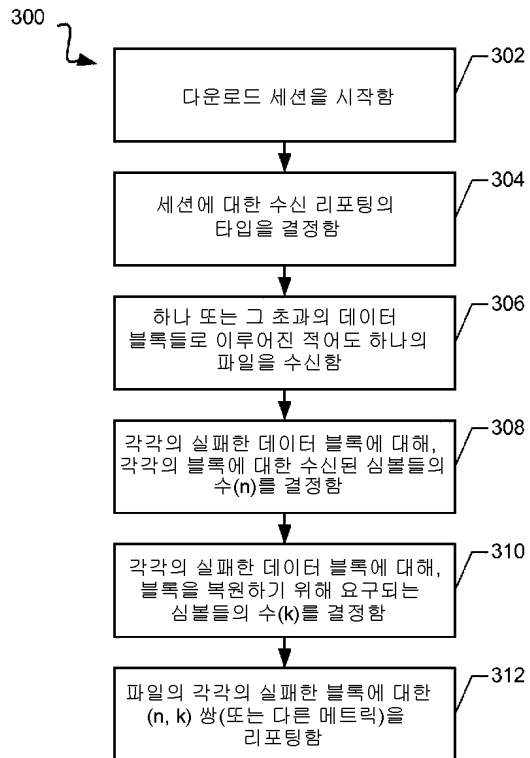 300
302
다운로드 세션을 시작함
304
세션에 대한 수신 리포팅의
타입을 결정함
306
하나 또는 그 초과의 데이터
블록들로 이루어진 적어도 하나의
파일을 수신함
308
각각의 실패한 데이터 블록에 대해,
각각의 블록에 대한 수신된 심볼들의
수(n)를 결정함
310
각각의 실패한 데이터 블록에 대해,
블록을 복원하기 위해 요구되는
심볼들의 수(k)를 결정함
312
파일의 각각의 실패한 블록에 대한
(n, k) 쌍(또는 다른 메트릭)을
리포팅함